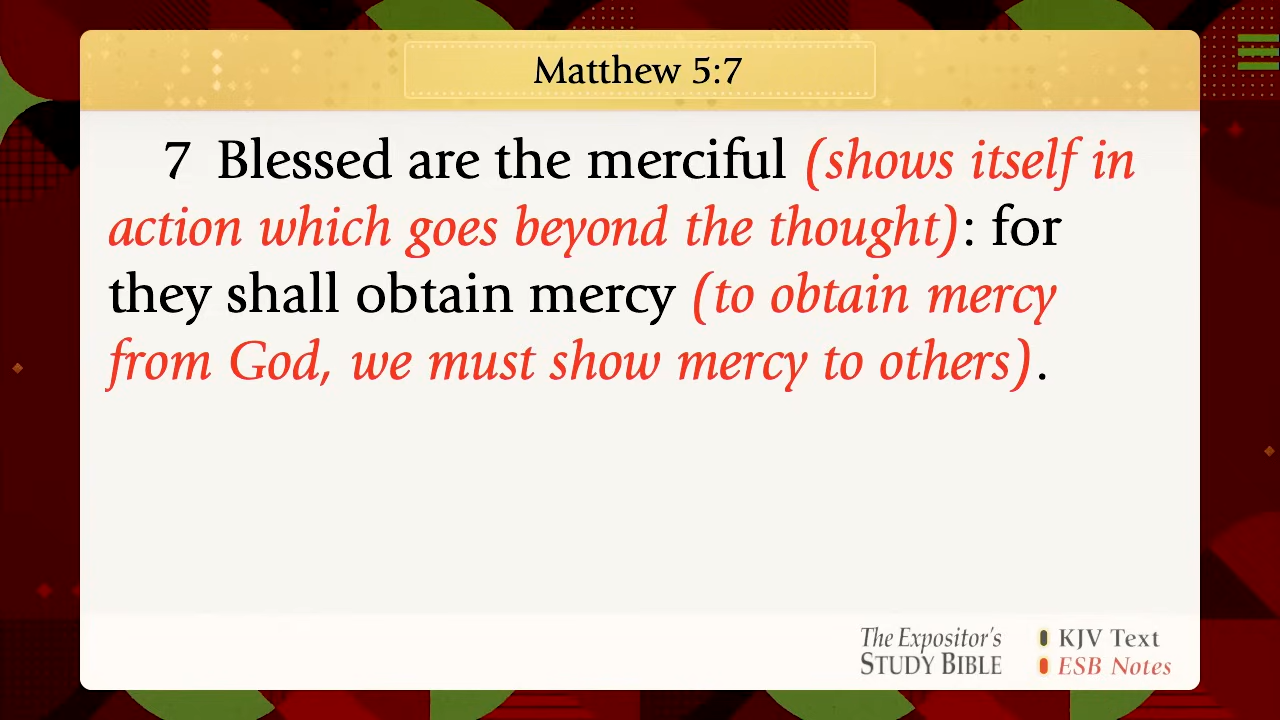 Matthew 5:7
7 Blessed are the merciful (shows itself in
action which goes beyond the thought): for
they shall obtain mercy (to obtain mercy
from God, we must show mercy to others).
The Expositor's
STUDY BIBLE
KJV Text
ESB Notes